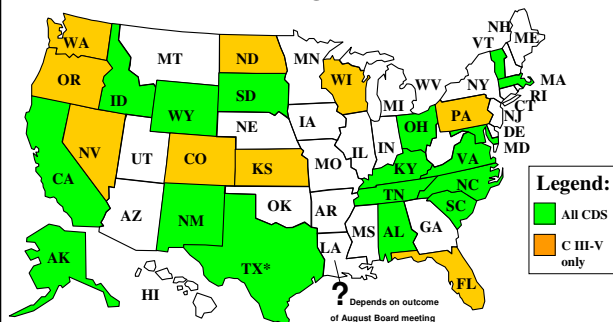 WA
MT
ND
MN
VT
NH
ME
OR
ID
WY
SD
WI
MI
WV
NY
MA
RI
CT
NJ
DE
MD
PA
NE
IA
IL
IN
OH
NV
UT
CO
KS
MO
KY
VA
CA
AZ
NM
OK
AR
TN
NC
SC
MS
AL
GA
AK
HI
TX*
LA
FL
? Depends on outcome
of August Board meeting
Legend:
All CDS
C III-V
only